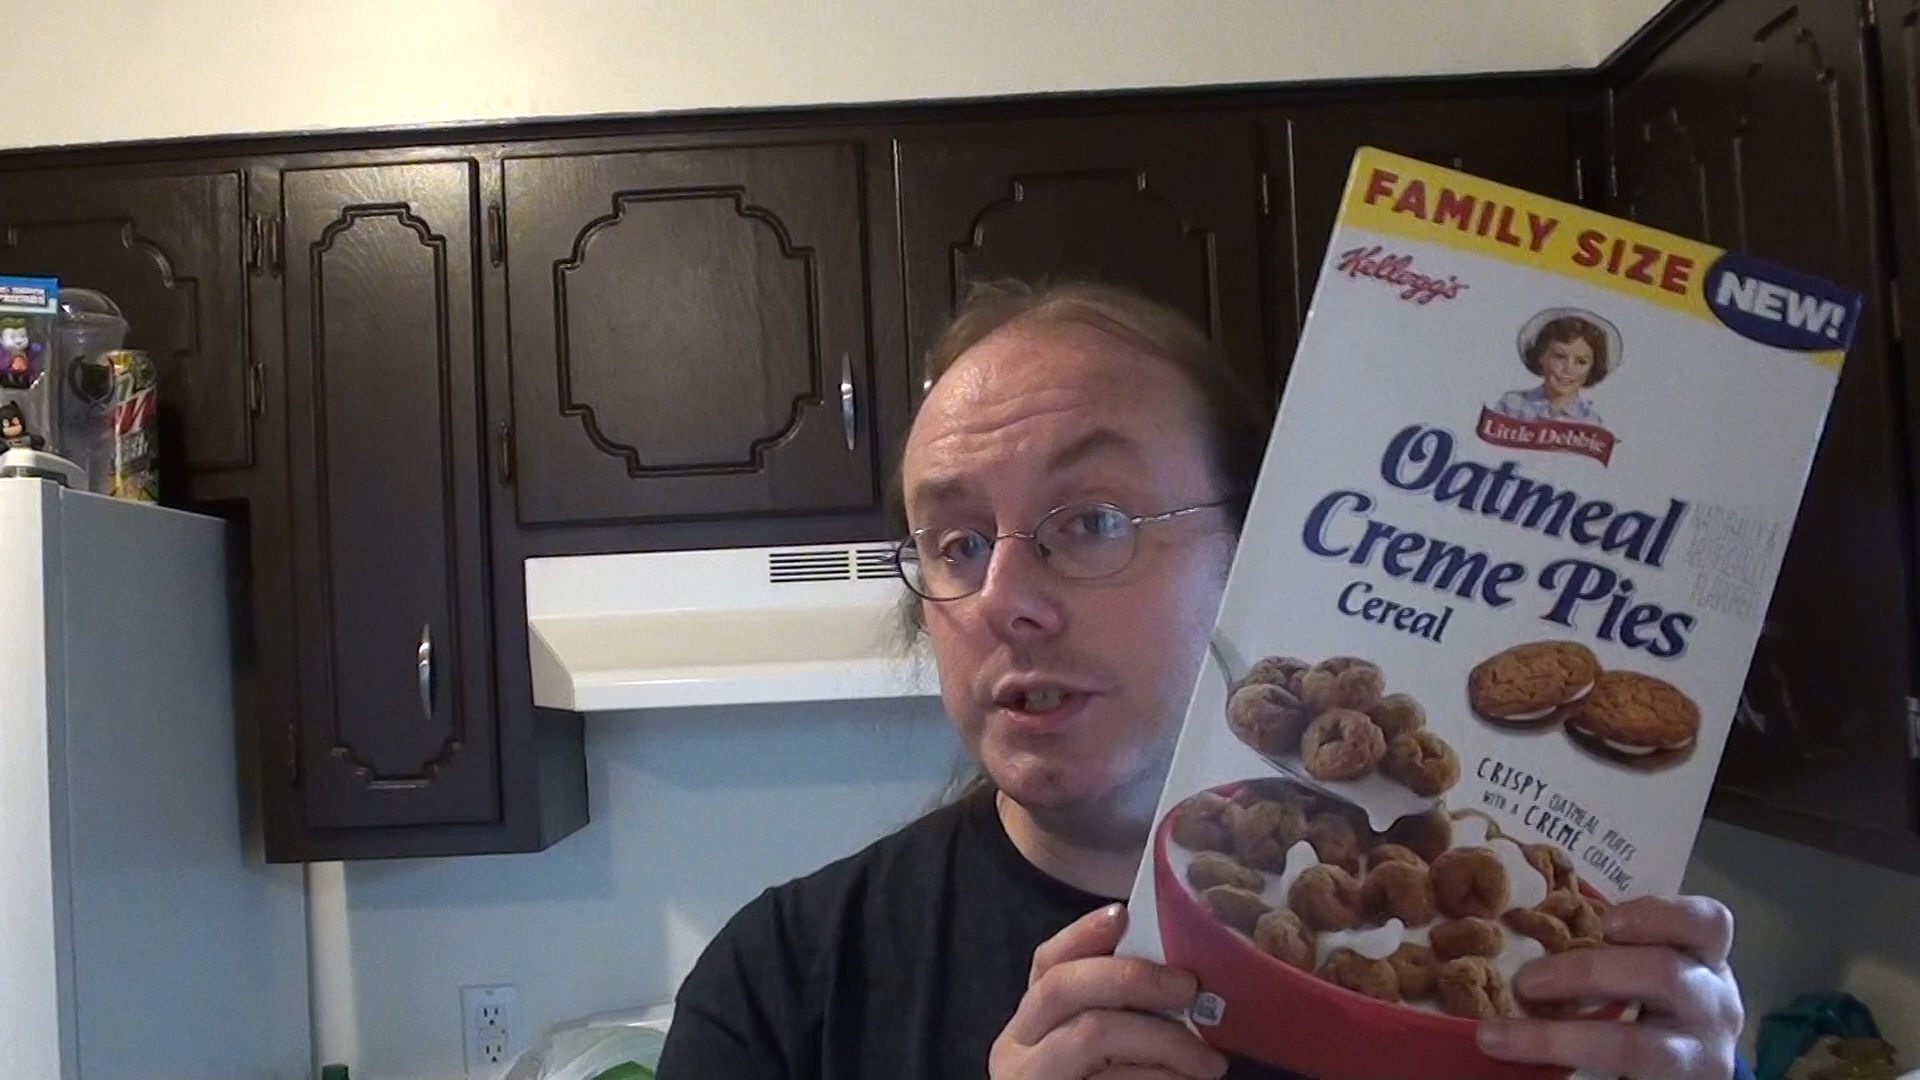 FAMILY SIZE
NEW!
Kellogg's
Little Debbie
Oatmeal
Creme Pies
Cereal
NATURALLY &
ARTIFICIALLY
FLAVORED
CRISPY OATMEAL PUFFS
WITH A CREME COATING